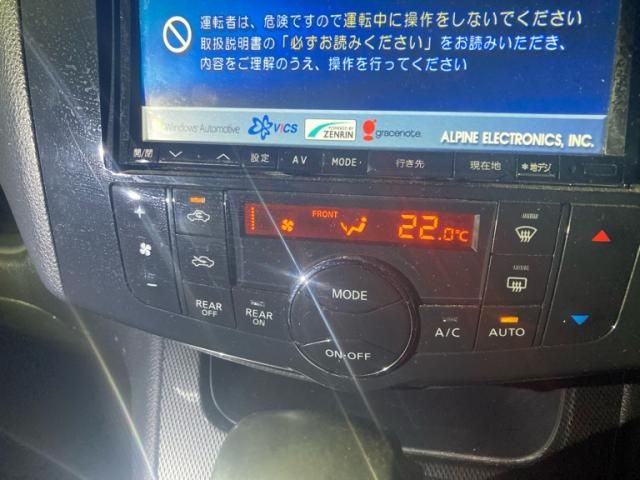 運転者は、危険ですので運転中に操作をしないでください
取扱説明書の「必ずお読みください」をお読みいただき、
内容をご理解のうえ、操作を行ってください
Windows Automotive VICS POWERED BY ZENRIN gracenote. ALPINE ELECTRONICS, INC.
開/閉 設定 AV MODE 行き先 現在地 *地デジ
+
FRONT
22.0℃
−
REAR OFF
REAR ON
MODE
ON·OFF
A/C
AUTO